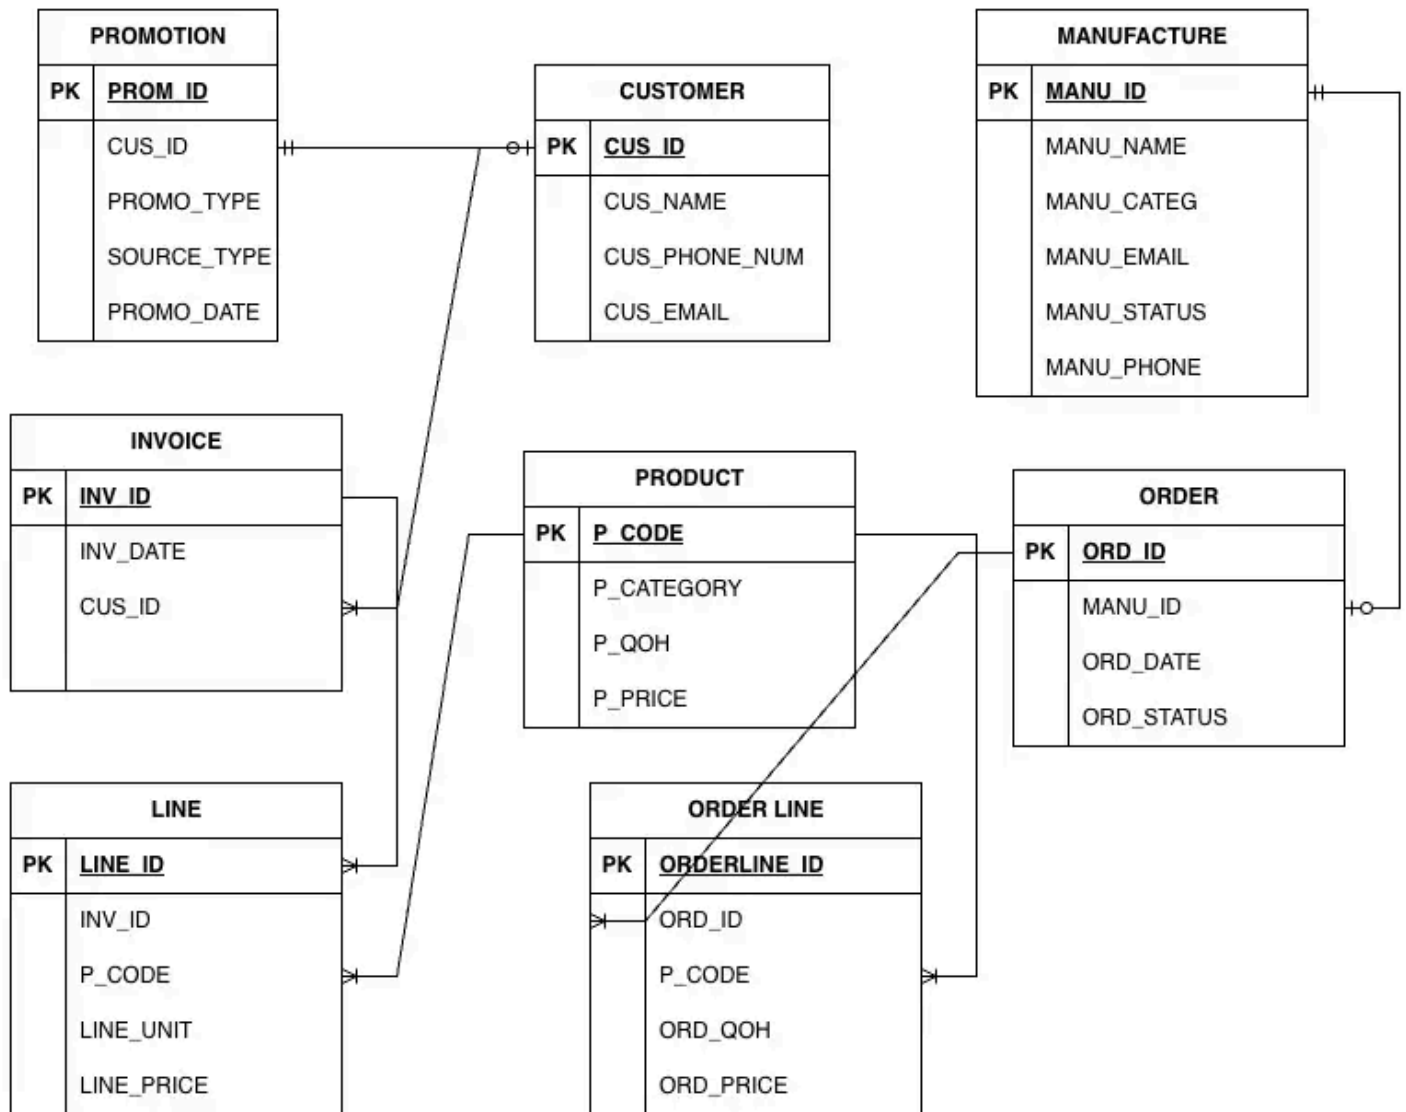 PROMOTION
PK PROM_ID
CUS_ID
PROMO_TYPE
SOURCE_TYPE
PROMO_DATE
CUSTOMER
PK CUS_ID
CUS_NAME
CUS_PHONE_NUM
CUS_EMAIL
MANUFACTURE
PK MANU_ID
MANU_NAME
MANU_CATEG
MANU_EMAIL
MANU_STATUS
MANU_PHONE
INVOICE
PK INV_ID
INV_DATE
CUS_ID
PRODUCT
PK P_CODE
P_CATEGORY
P_QOH
P_PRICE
ORDER
PK ORD_ID
MANU_ID
ORD_DATE
ORD_STATUS
LINE
PK LINE_ID
INV_ID
P_CODE
LINE_UNIT
LINE_PRICE
ORDER LINE
PK ORDERLINE_ID
ORD_ID
P_CODE
ORD_QOH
ORD_PRICE